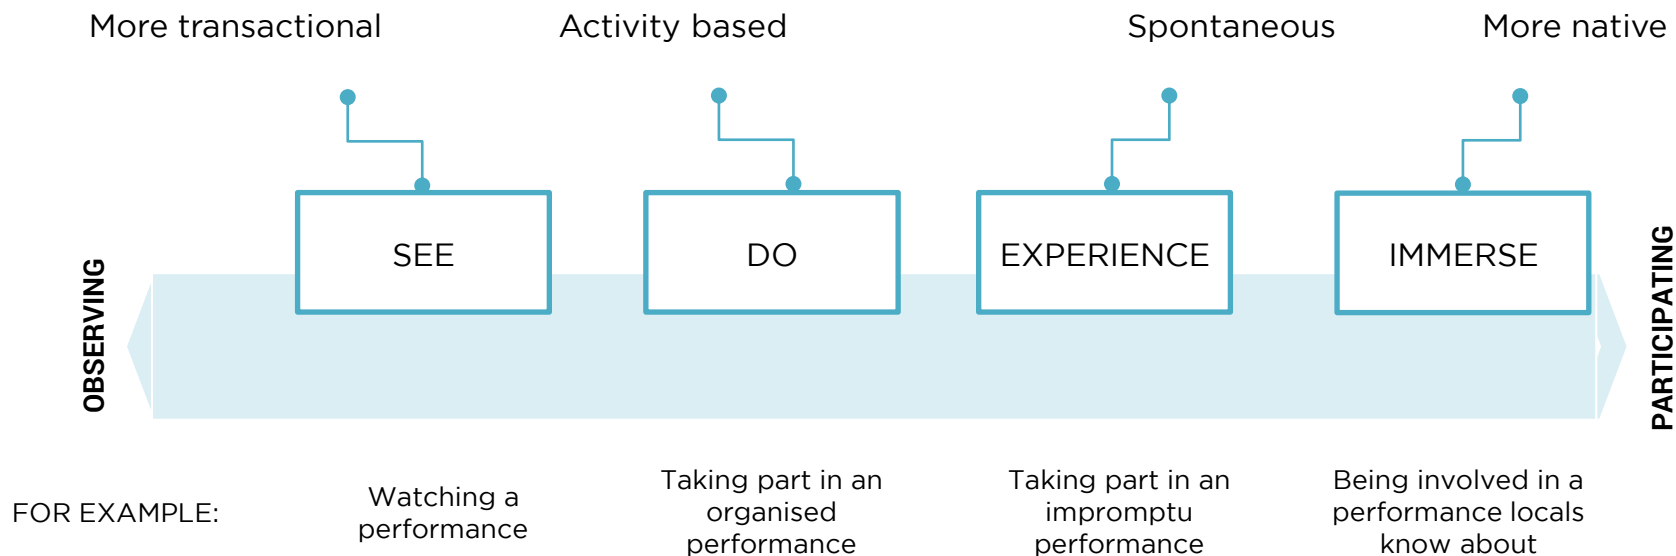 More transactional
Activity based
Spontaneous
More native
SEE
DO
EXPERIENCE
IMMERSE
OBSERVING
PARTICIPATING
FOR EXAMPLE:
Watching a
performance
Taking part in an
organised
performance
Taking part in an
impromptu
performance
Being involved in a
performance locals
know about